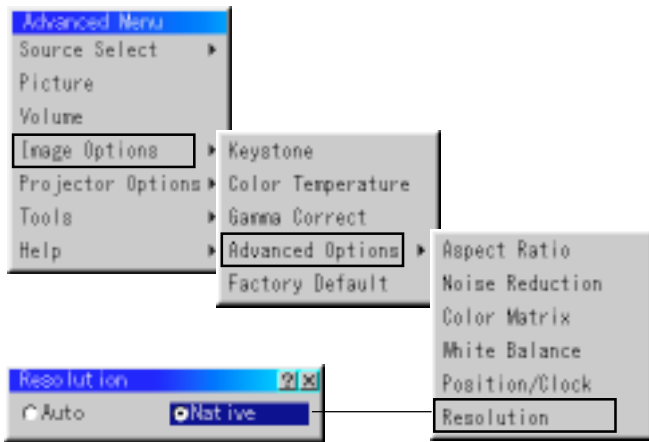 Advanced Menu
Source Select
Picture
Volume
Image Options
Projector Options
Tools
Help
Keystone
Color Temperature
Gamma Correct
Advanced Options
Factory Default
Aspect Ratio
Noise Reduction
Color Matrix
White Balance
Position/Clock
Resolution
Resolution
Auto
Native